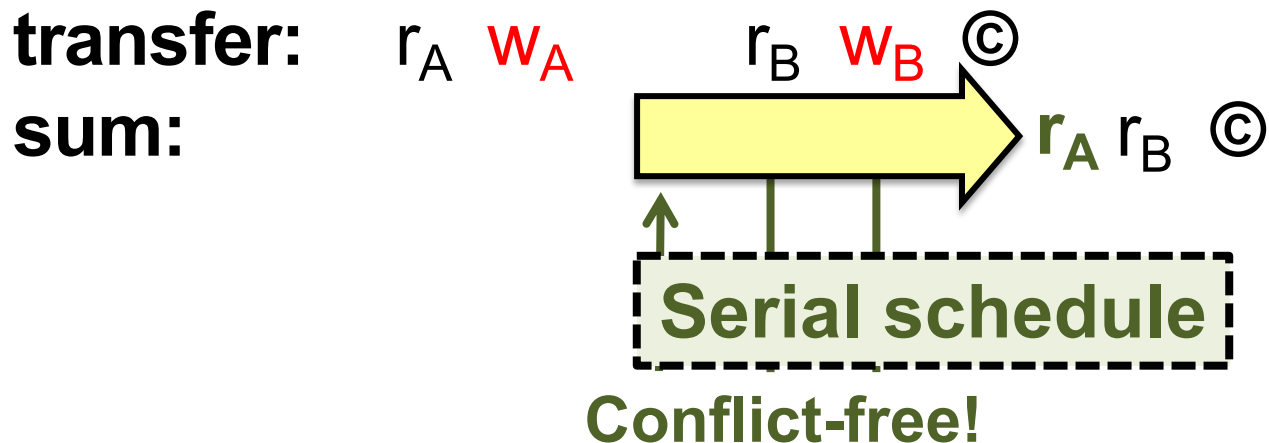 transfer: rA wA rB wB ©
sum: rA rB ©
Serial schedule
Conflict-free!